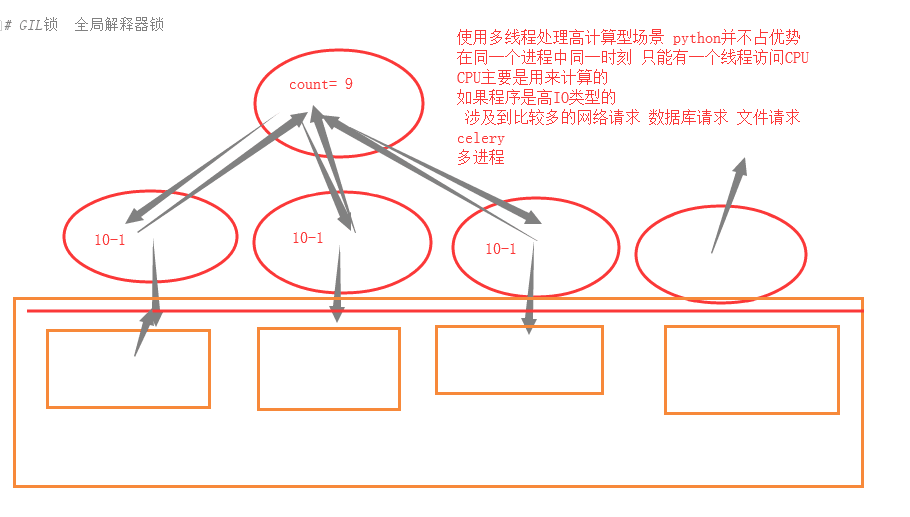 # GIL锁  全局解释器锁
使用多线程处理高计算型场景 python并不占优势
在同一个进程中同一时刻 只能有一个线程访问CPU
CPU主要是用来计算的
如果程序是高IO类型的
涉及到比较多的网络请求 数据库请求 文件请求
celery
多进程
count= 9
10-1
10-1
10-1